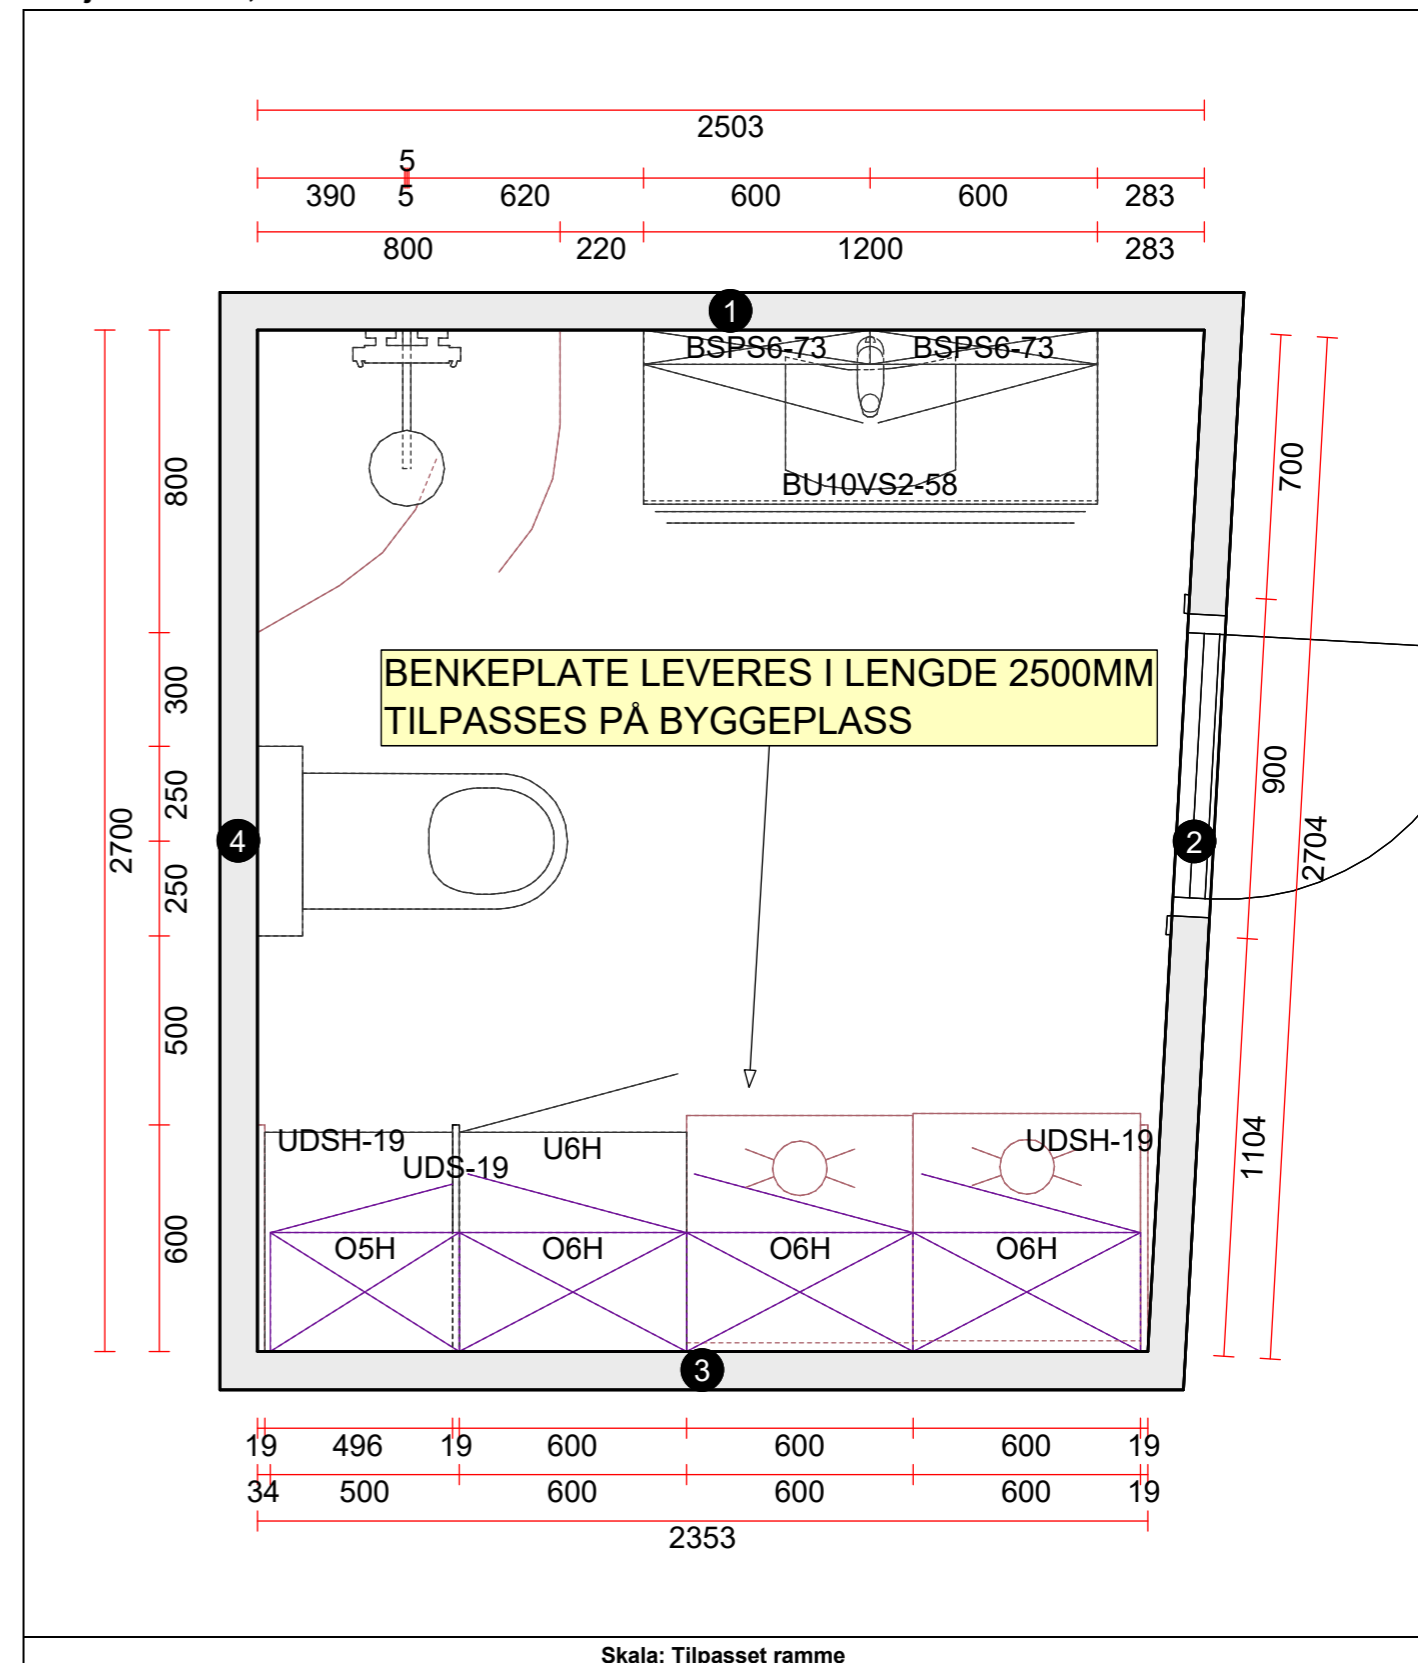 2503
5
390 5 620 600 600 283
800 220 1200 283
1
BSPS6-73 BSPS6-73
BU10VS2-58
800
300
250
250
500
600
2700
700
900
1104
2704
BENKEPLATE LEVERES I LENGDE 2500MM
TILPASSES PÅ BYGGEPLASS
4
2
UDSH-19
UDS-19
U6H
UDSH-19
O5H O6H O6H O6H
3
19 496 19 600 600 600 19
34 500 600 600 600 19
2353
Skala: Tilpasset ramme